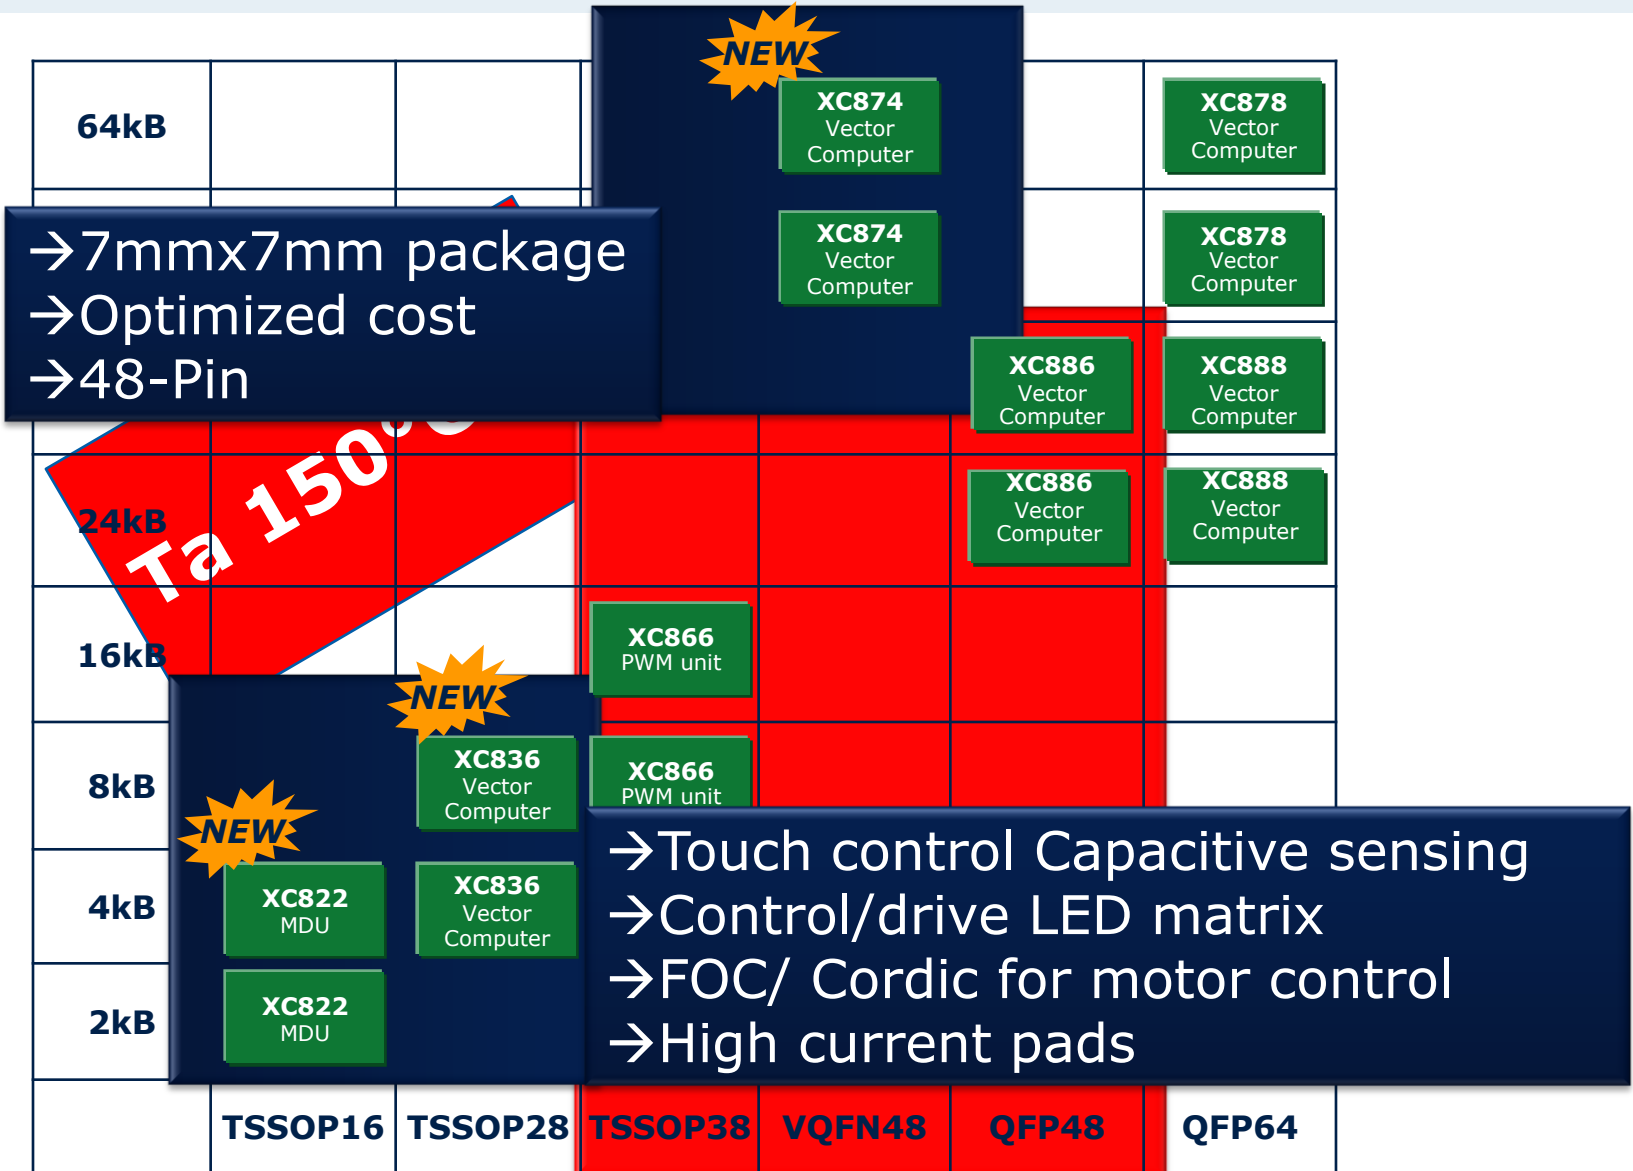 NEW
64kB
XC874
Vector
Computer
XC878
Vector
Computer
→7mmx7mm package
→Optimized cost
→48-Pin
XC874
Vector
Computer
XC878
Vector
Computer
XC886
Vector
Computer
XC888
Vector
Computer
Ta 150°C
24kB
XC886
Vector
Computer
XC888
Vector
Computer
16kB
XC866
PWM unit
NEW
8kB
XC836
Vector
Computer
XC866
PWM unit
NEW
4kB
XC822
MDU
XC836
Vector
Computer
2kB
XC822
MDU
→Touch control Capacitive sensing
→Control/drive LED matrix
→FOC/ Cordic for motor control
→High current pads
TSSOP16 TSSOP28 TSSOP38 VQFN48 QFP48 QFP64